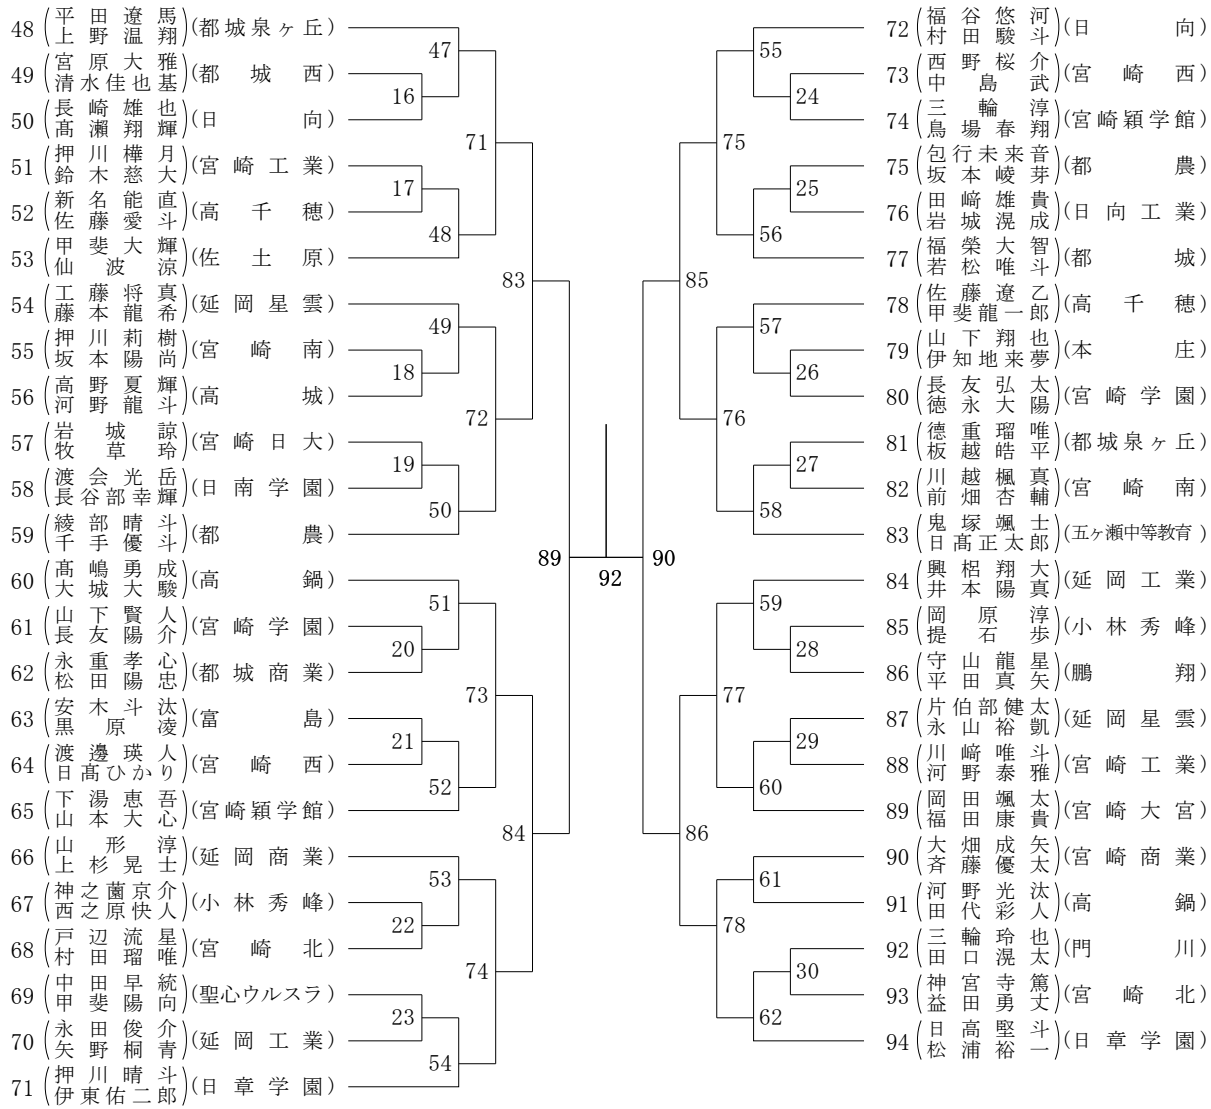 48 (平田遼馬 上野温翔)(都城泉ヶ丘)
49 (宮原大雅 清水佳也基)(都城西)
50 (長崎雄也 髙瀬翔輝)(日向)
51 (押川樺月 鈴木慈大)(宮崎工業)
52 (新名能直 佐藤愛斗)(高千穂)
53 (甲斐大輝 仙波涼)(佐土原)
54 (工藤将真 藤本龍希)(延岡星雲)
55 (押川莉樹 坂本陽尚)(宮崎南)
56 (高野夏輝 河野龍斗)(高城)
57 (岩城諒 牧草玲)(宮崎日大)
58 (渡会光岳 長谷部幸輝)(日南学園)
59 (綾部晴斗 千手優斗)(都農)
60 (髙嶋勇成 大城大駿)(高鍋)
61 (山下賢人 長友陽介)(宮崎学園)
62 (永重孝心 松田陽忠)(都城商業)
63 (安木斗汰 黒原凌)(富島)
64 (渡邊瑛人 日髙ひかり)(宮崎西)
65 (下湯恵吾 山本大心)(宮崎穎学館)
66 (山形淳 上杉晃士)(延岡商業)
67 (神之薗京介 西之原快人)(小林秀峰)
68 (戸辺流星 村田瑠唯)(宮崎北)
69 (中田早統 甲斐陽向)(聖心ウルスラ)
70 (永田俊介 矢野桐青)(延岡工業)
71 (押川晴斗 伊東佑二郎)(日章学園)
47
16
71
17
48
83
49
18
72
19
50
89
51
20
73
21
52
84
53
22
74
23
54
92
90
55
24
75
25
56
85
57
26
76
27
58
59
28
77
29
60
86
61
78
30
62
72 (福谷悠河 村田駿斗)(日向)
73 (西野桜介 中島武)(宮崎西)
74 (三輪淳 鳥場春翔)(宮崎穎学館)
75 (包行未来音 坂本崚芽)(都農)
76 (田﨑雄貴 岩城滉成)(日向工業)
77 (福榮大智 若松唯斗)(都城)
78 (佐藤遼乙 甲斐龍一郎)(高千穂)
79 (山下翔也 伊知地来夢)(本庄)
80 (長友弘太 徳永大陽)(宮崎学園)
81 (德重瑠唯 板越皓平)(都城泉ヶ丘)
82 (川越楓真 前畑杏輔)(宮崎南)
83 (鬼塚颯士 日髙正太郎)(五ヶ瀬中等教育)
84 (興梠翔大 井本陽真)(延岡工業)
85 (岡原淳 提石歩)(小林秀峰)
86 (守山龍星 平田真矢)(鵬翔)
87 (片伯部健太 永山裕凱)(延岡星雲)
88 (川﨑唯斗 河野泰雅)(宮崎工業)
89 (岡田颯太 福田康貴)(宮崎大宮)
90 (大畑成矢 斉藤優太)(宮崎商業)
91 (河野光汰 田代彩人)(高鍋)
92 (三輪玲也 田口滉太)(門川)
93 (神宮寺篤 益田勇丈)(宮崎北)
94 (日高堅斗 松浦裕一)(日章学園)